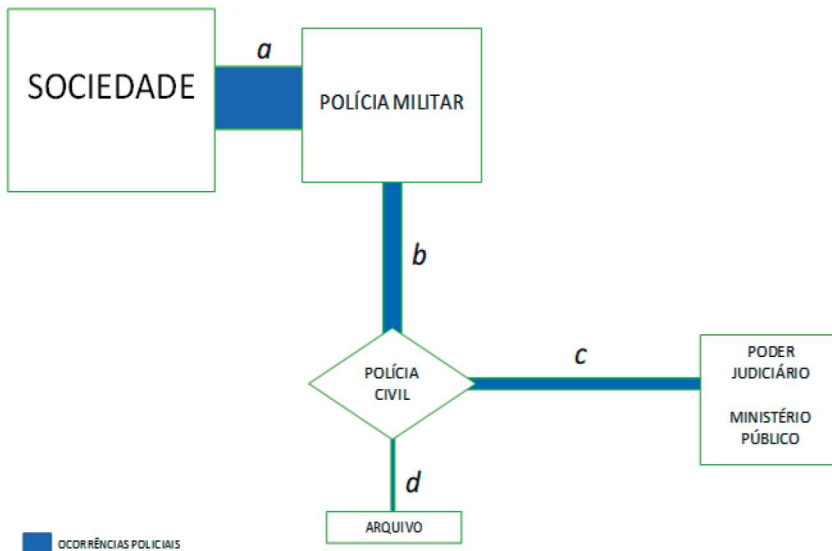 SOCIEDADE
a
POLÍCIA MILITAR
b
POLÍCIA
CIVIL
c
PODER
JUDICIÁRIO
MINISTÉRIO
PÚBLICO
d
ARQUIVO
OCORRÊNCIAS POLICIAIS